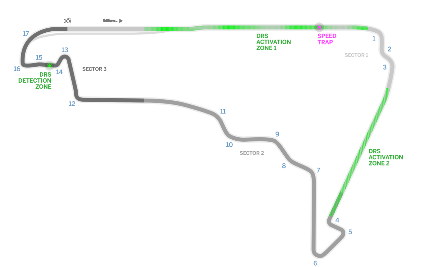 17
DRS
ACTIVATION
ZONE 1
SPEED
TRAP
1
SECTOR 1
2
3
16
15
14
13
SECTOR 3
DRS
DETECTION
ZONE
12
11
10
9
SECTOR 2
8
7
DRS
ACTIVATION
ZONE 2
4
5
6